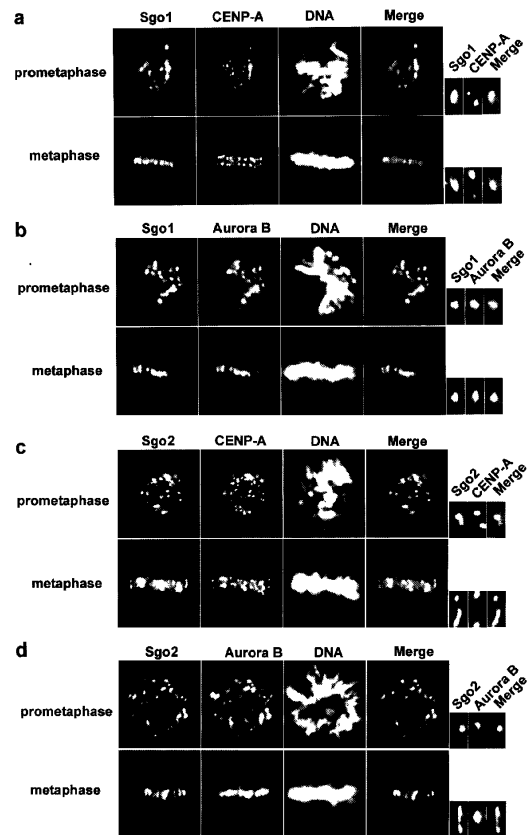 a
Sgo1 CENP-A DNA Merge
prometaphase
Sgo1 CENP-A Merge
metaphase
b
Sgo1 Aurora B DNA Merge
prometaphase
Sgo1 Aurora B Merge
metaphase
c
Sgo2 CENP-A DNA Merge
prometaphase
Sgo2 CENP-A Merge
metaphase
d
Sgo2 Aurora B DNA Merge
prometaphase
Sgo2 Aurora B Merge
metaphase